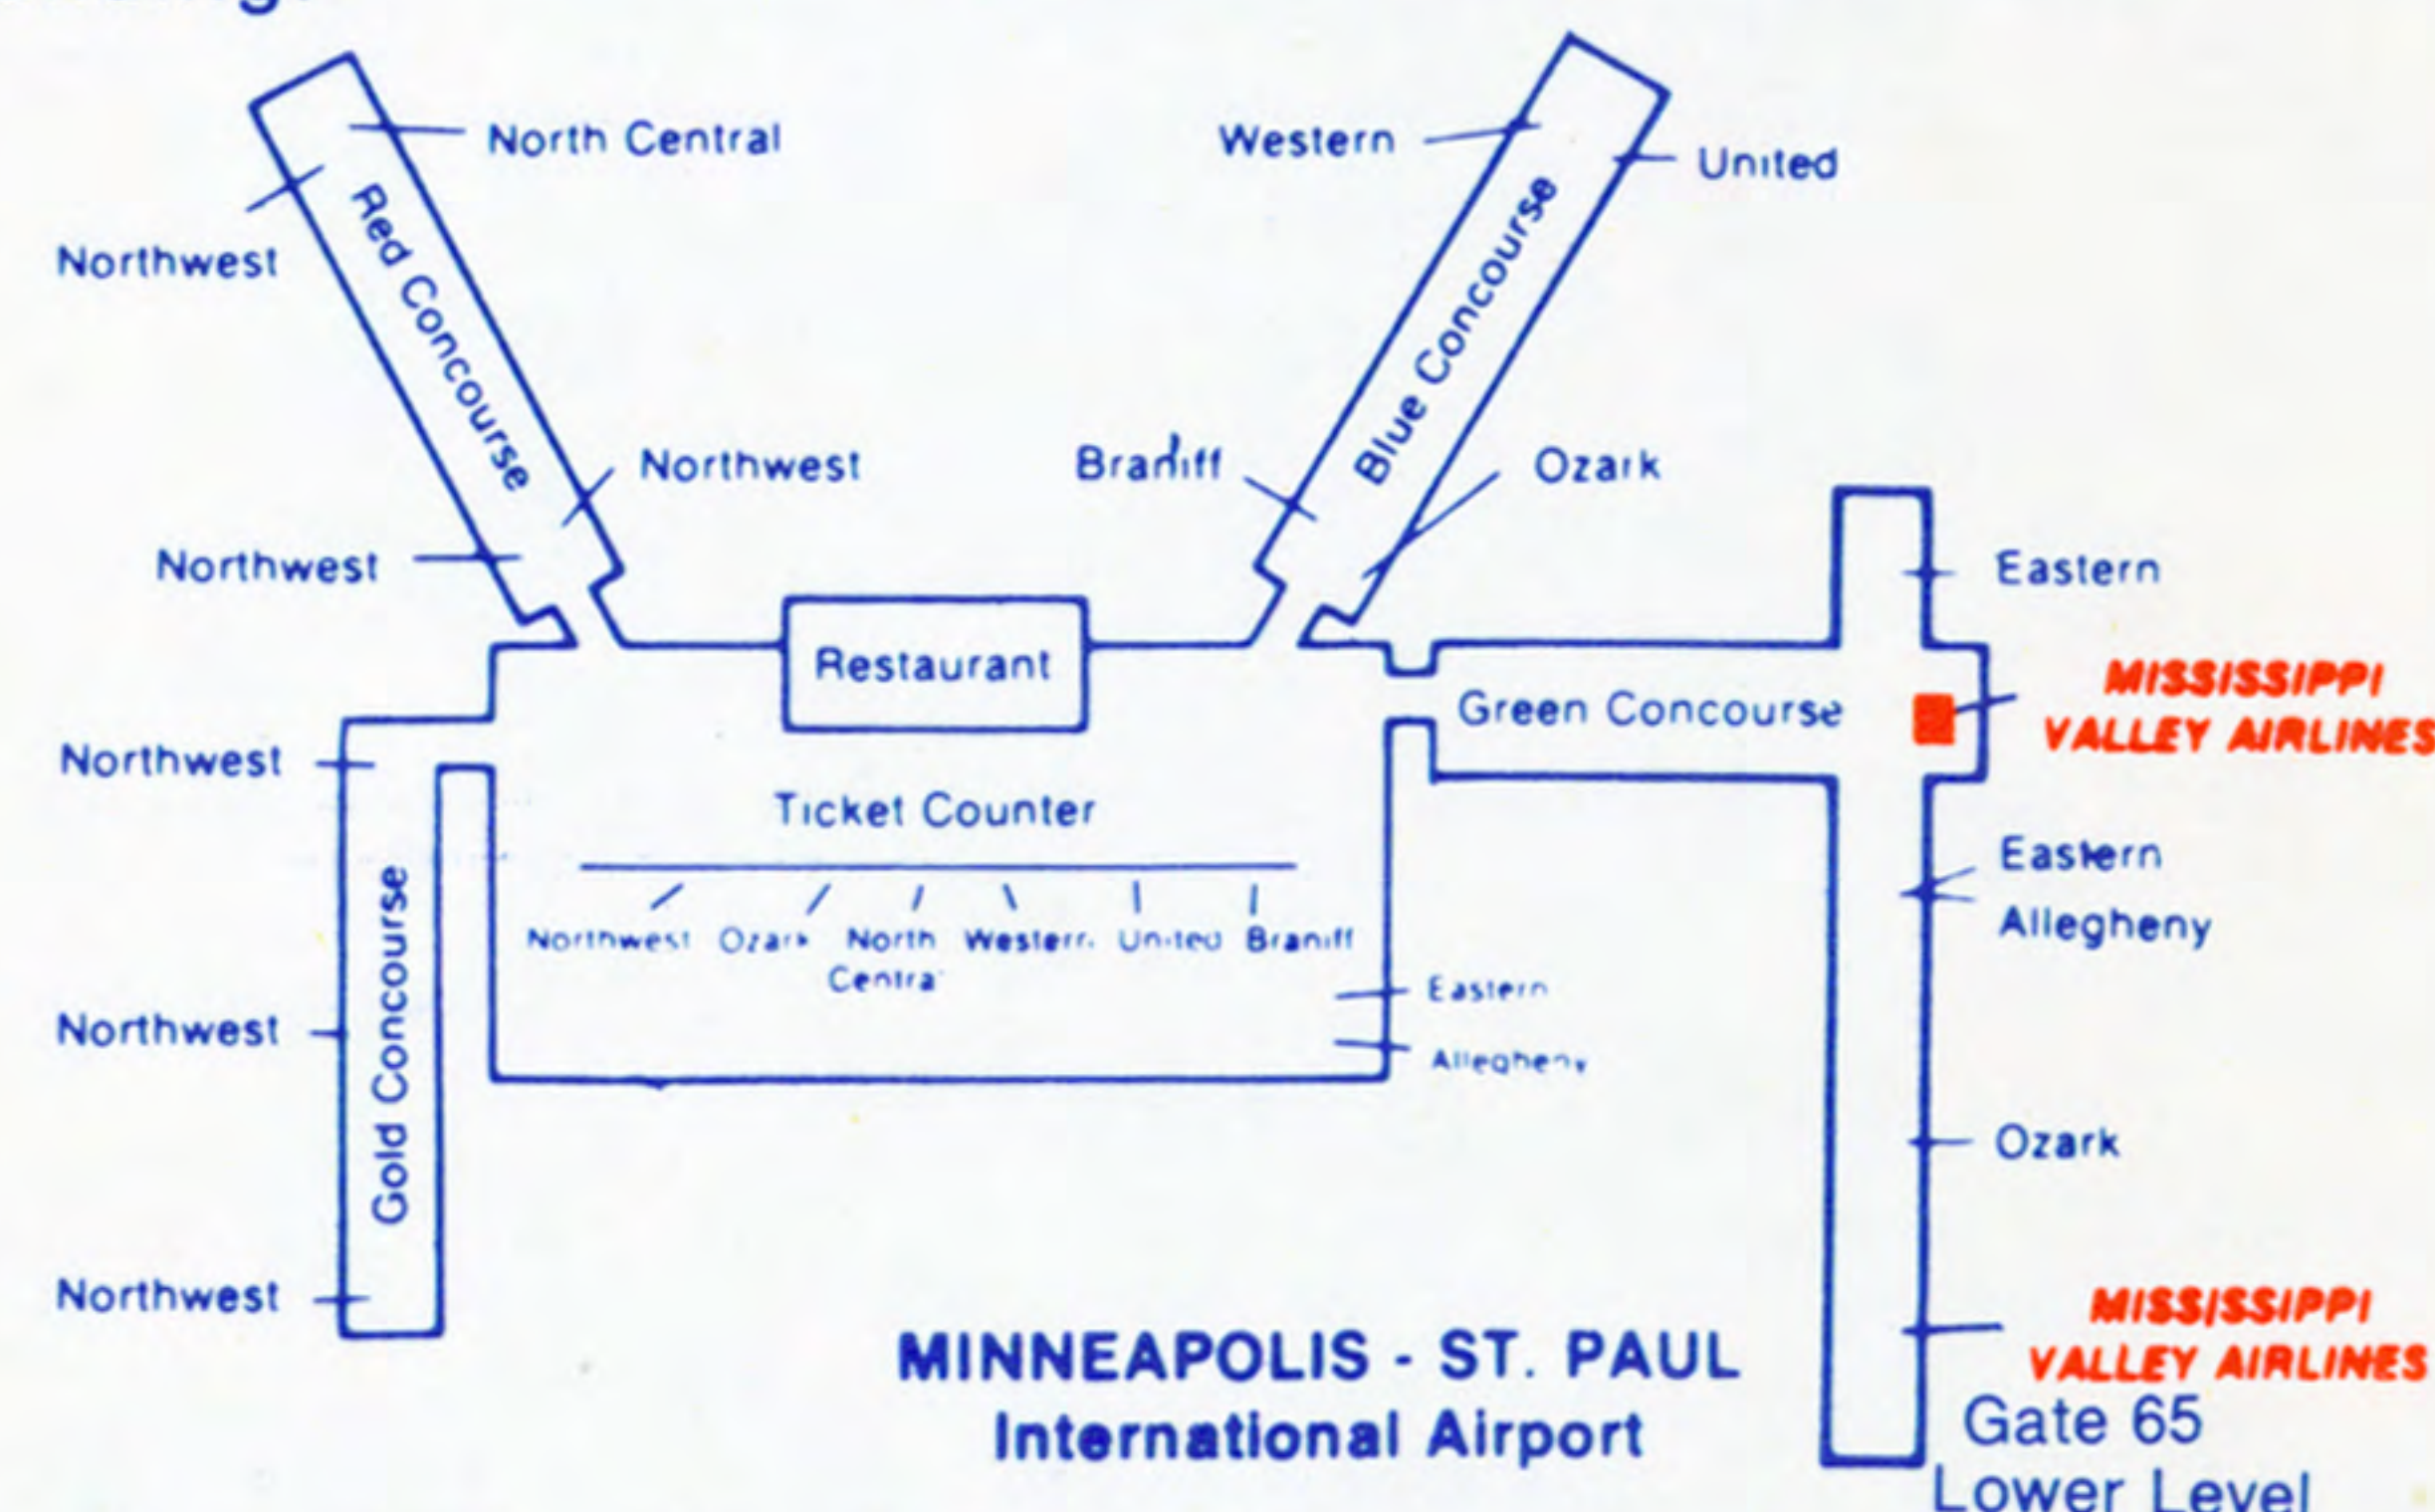 North Central
Western
United
Northwest
Red Concourse
Blue Concourse
Northwest
Braniff
Ozark
Northwest
Eastern
Restaurant
MISSISSIPPI
VALLEY AIRLINES
Green Concourse
Northwest
Ticket Counter
Eastern
Allegheny
Northwest Ozark North Western United Braniff
Central
Gold Concourse
Eastern
Northwest
Allegheny
Ozark
Northwest
MISSISSIPPI
VALLEY AIRLINES
MINNEAPOLIS - ST. PAUL
International Airport
Gate 65
Lower Level